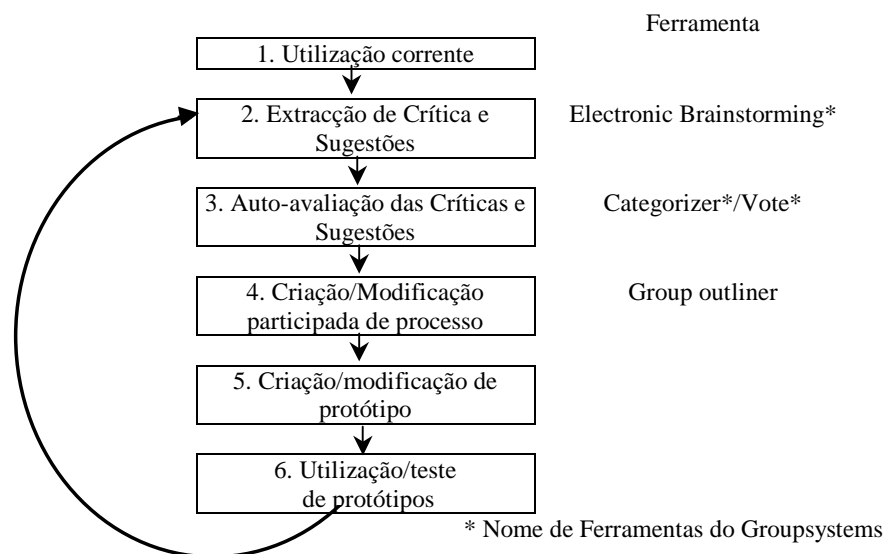 Ferramenta
1. Utilização corrente
2. Extracção de Crítica e
Sugestões
Electronic Brainstorming*
3. Auto-avaliação das Críticas e
Sugestões
Categorizer*/Vote*
4. Criação/Modificação
participada de processo
Group outliner
5. Criação/modificação de
protótipo
6. Utilização/teste
de protótipos
* Nome de Ferramentas do Groupsystems